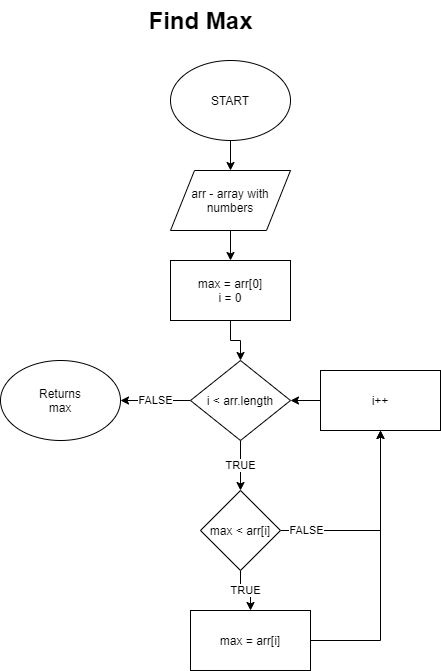 Find Max
START
arr - array with
numbers
max = arr[0]
i = 0
Returns
max
FALSE
i < arr.length
i++
TRUE
max < arr[i]
FALSE
TRUE
max = arr[i]